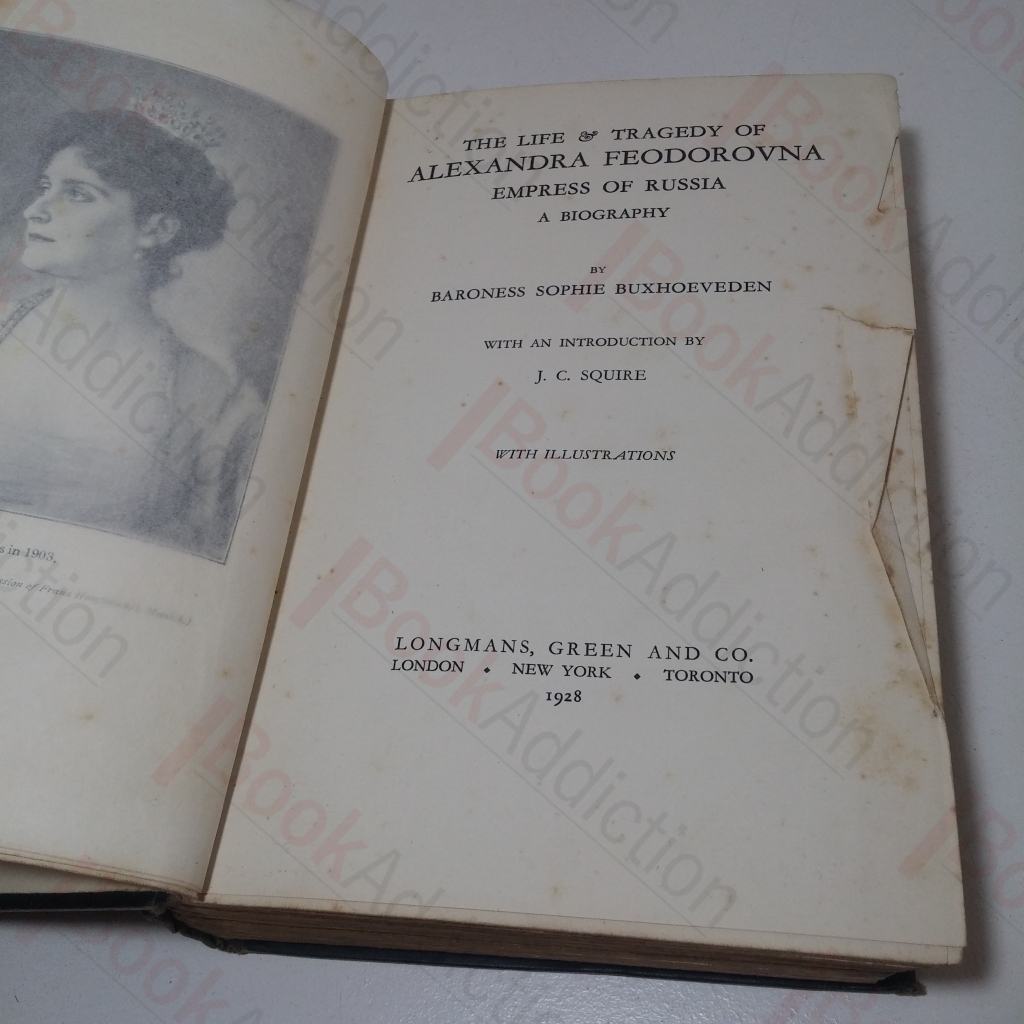 s in 1903.
THE LIFE & TRAGEDY OF
ALEXANDRA FEODOROVNA
EMPRESS OF RUSSIA
A BIOGRAPHY
BY
BARONESS SOPHIE BUXHOEVEDEN
WITH AN INTRODUCTION BY
J. C. SQUIRE
WITH ILLUSTRATIONS
LONGMANS, GREEN AND CO.
LONDON ⬥ NEW YORK ⬥ TORONTO
1928
BookAddiction